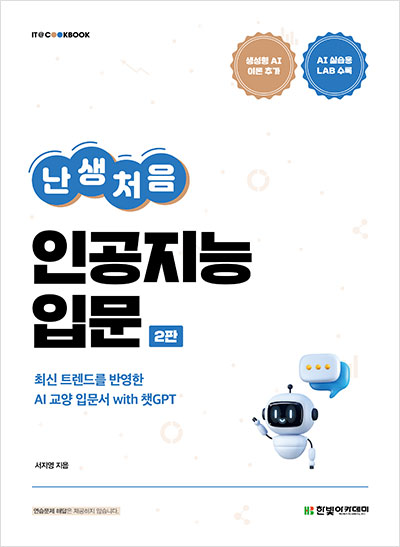 IT@COOKBOOK
생성형 AI
이론 추가
AI 실습용
LAB 수록
난생처음
인공지능
입문 2판
최신 트렌드를 반영한
AI 교양 입문서 with 챗GPT
서지영 지음
연습문제 해답은 제공하지 않습니다.
한빛아카데미